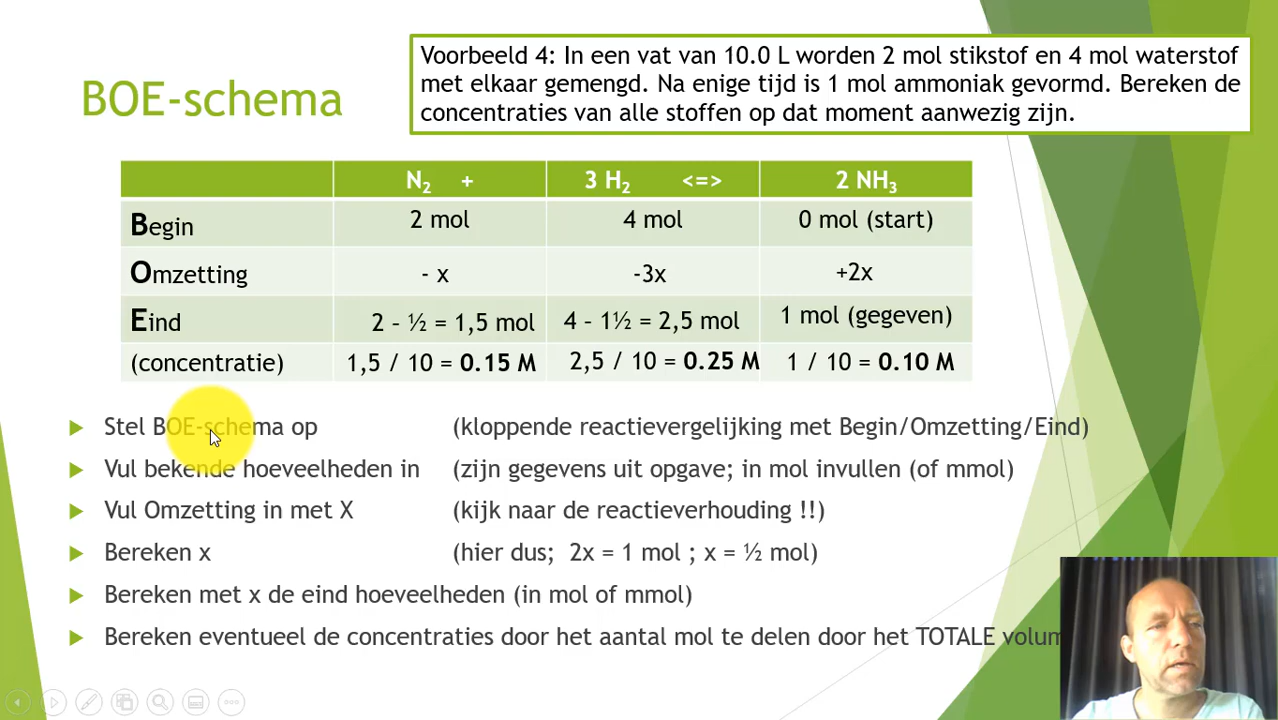 BOE-schema
Voorbeeld 4: In een vat van 10.0 L worden 2 mol stikstof en 4 mol waterstof
met elkaar gemengd. Na enige tijd is 1 mol ammoniak gevormd. Bereken de
concentraties van alle stoffen op dat moment aanwezig zijn.
N₂ + 3 H₂ <=> 2 NH₃
Begin 2 mol 4 mol 0 mol (start)
Omzetting - x -3x +2x
Eind 2 – ½ = 1,5 mol 4 – 1½ = 2,5 mol 1 mol (gegeven)
(concentratie) 1,5 / 10 = 0.15 M 2,5 / 10 = 0.25 M 1 / 10 = 0.10 M
Stel BOE-schema op (kloppende reactievergelijking met Begin/Omzetting/Eind)
Vul bekende hoeveelheden in (zijn gegevens uit opgave; in mol invullen (of mmol)
Vul Omzetting in met X (kijk naar de reactieverhouding !!)
Bereken x (hier dus; 2x = 1 mol ; x = ½ mol)
Bereken met x de eind hoeveelheden (in mol of mmol)
Bereken eventueel de concentraties door het aantal mol te delen door het TOTALE